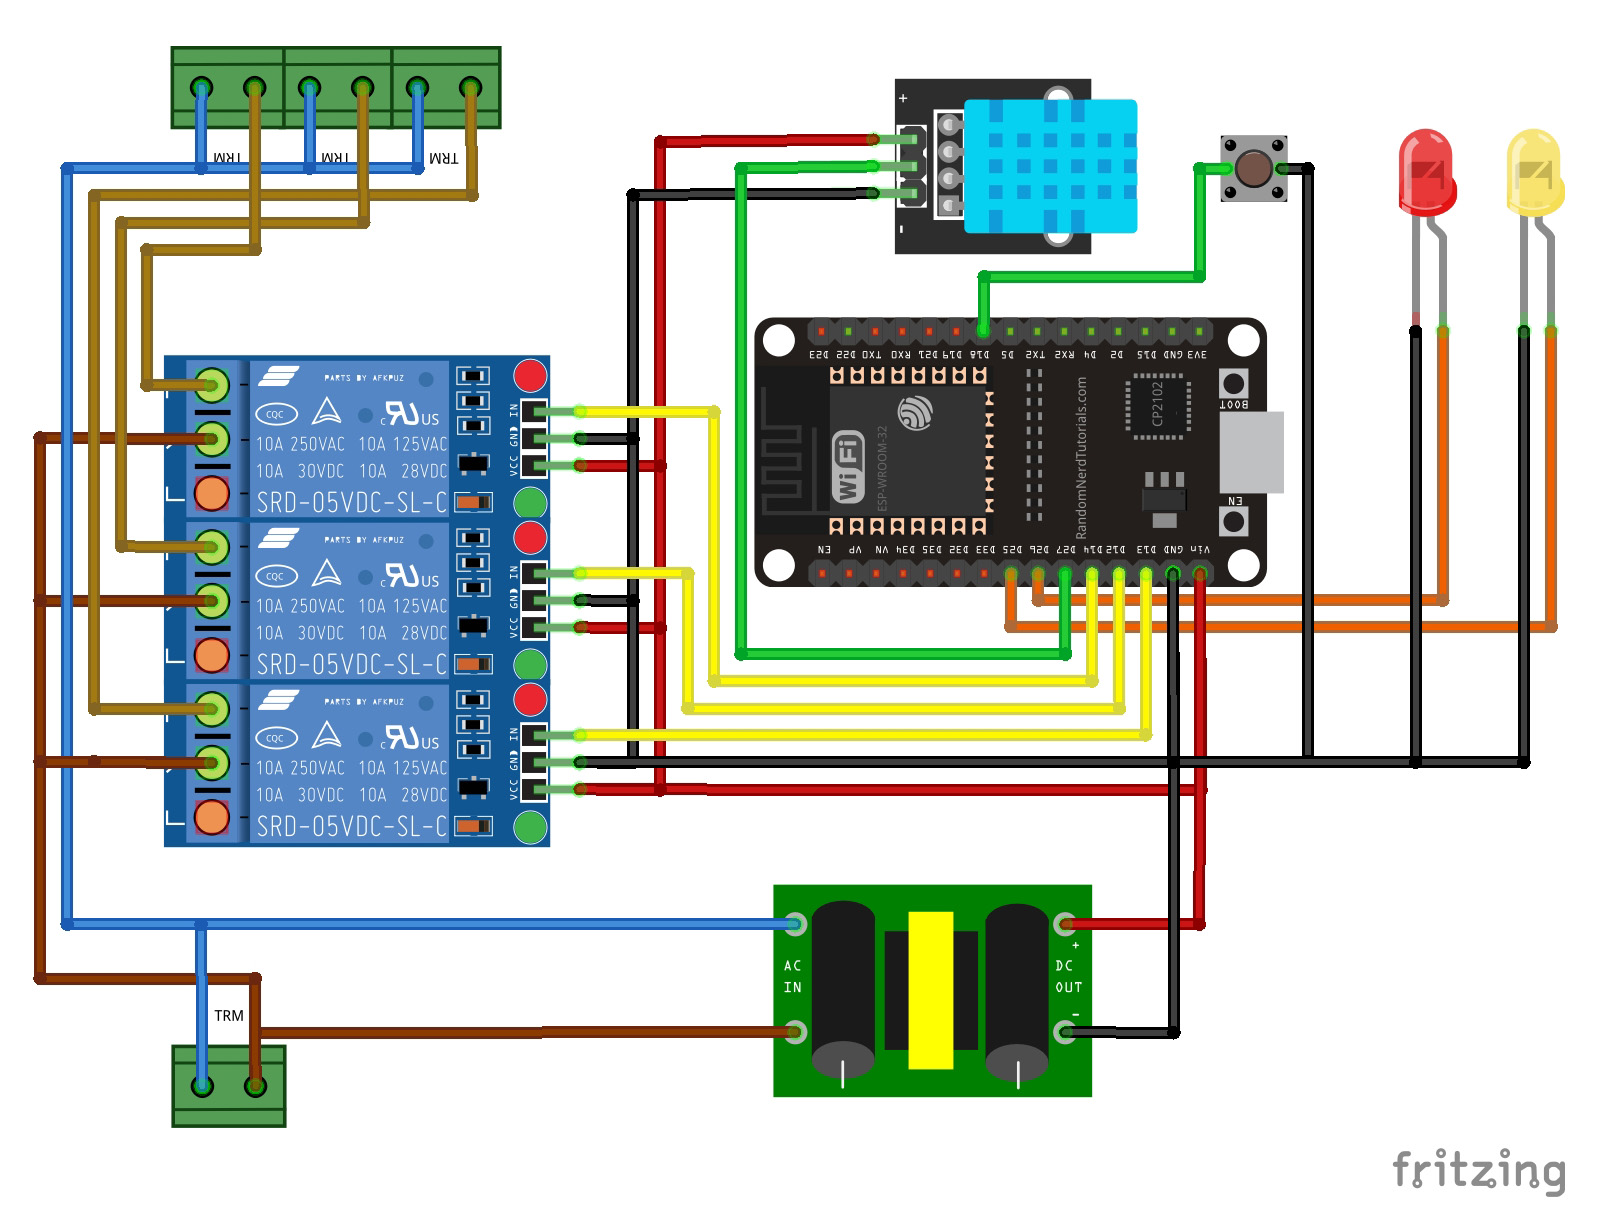 TRM TRM TRM
+
-
D23 D22 TX0 RX0 D21 D19 D18 D5 TX2 RX2 D4 D2 D15 GND 3V3
BOOT
CP2102
WiFi
ESP-WROOM-32
RandomNerdTutorials.com
EN
EN VP VN D34 D35 D32 D33 D25 D26 D27 D14 D12 D13 GND Vin
PARTS BY AFKPUZ
CQC
c RU US
10A 250VAC 10A 125VAC
10A 30VDC 10A 28VDC
SRD-05VDC-SL-C
IN
GND
VCC
PARTS BY AFKPUZ
CQC
c RU US
10A 250VAC 10A 125VAC
10A 30VDC 10A 28VDC
SRD-05VDC-SL-C
IN
GND
VCC
PARTS BY AFKPUZ
CQC
c RU US
10A 250VAC 10A 125VAC
10A 30VDC 10A 28VDC
SRD-05VDC-SL-C
IN
GND
VCC
AC
IN
+
DC
OUT
-
TRM
fritzing